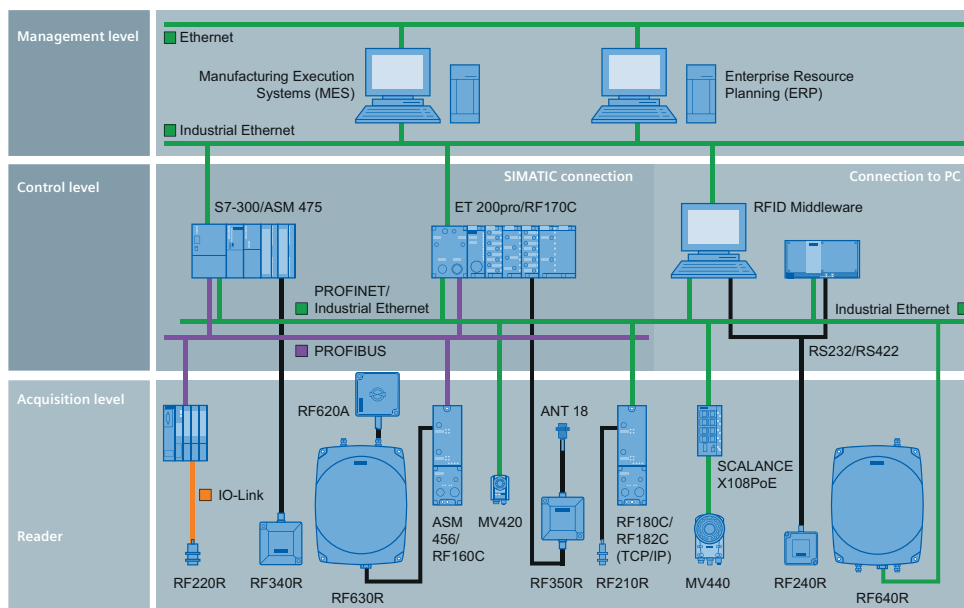 Management level
Ethernet
Manufacturing Execution
Systems (MES)
Enterprise Resource
Planning (ERP)
Industrial Ethernet
Control level
SIMATIC connection
Connection to PC
S7-300/ASM 475
ET 200pro/RF170C
RFID Middleware
PROFINET/
Industrial Ethernet
Industrial Ethernet
PROFIBUS
RS232/RS422
Acquisition level
RF620A
ANT 18
SCALANCE
X108PoE
IO-Link
Reader
ASM
456/
RF160C
MV420
RF180C/
RF182C
(TCP/IP)
RF220R
RF340R
RF630R
RF350R
RF210R
MV440
RF240R
RF640R